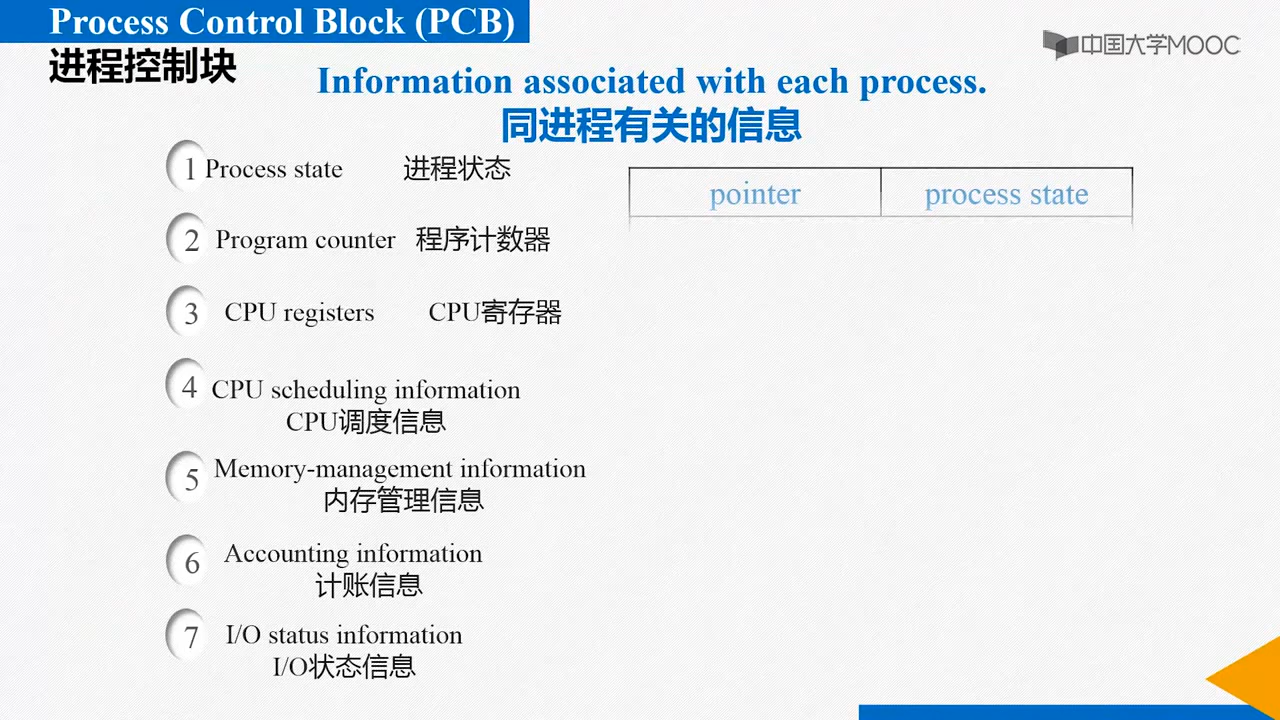 Process Control Block (PCB)
进程控制块
中国大学MOOC
Information associated with each process.
同进程有关的信息
1 Process state 进程状态
pointer process state
2 Program counter 程序计数器
3 CPU registers CPU寄存器
4 CPU scheduling information
CPU调度信息
5 Memory-management information
内存管理信息
6 Accounting information
计账信息
7 I/O status information
I/O状态信息